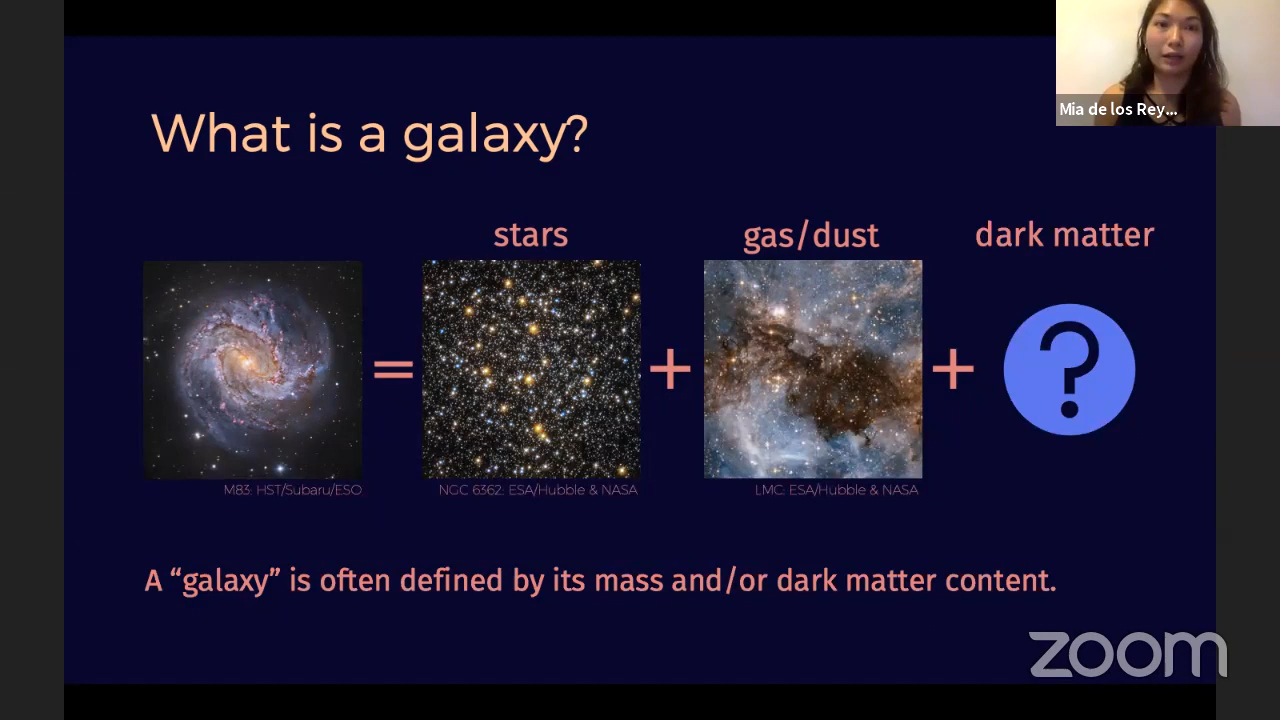 Mia de los Rey...
What is a galaxy?
stars
gas/dust
dark matter
=
+
+
?
M83: HST/Subaru/ESO
NGC 6362: ESA/Hubble & NASA
LMC: ESA/Hubble & NASA
A “galaxy” is often defined by its mass and/or dark matter content.
zoom